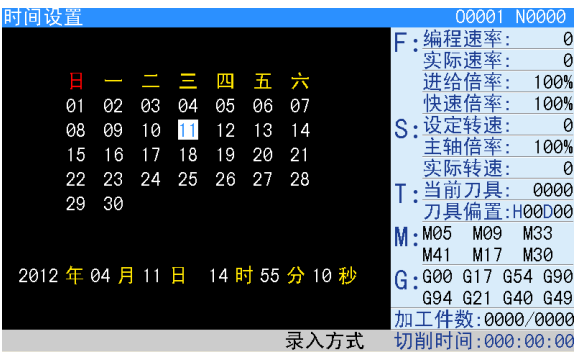 时间设置 O0001 N0000
日 一 二 三 四 五 六
01 02 03 04 05 06 07
08 09 10 11 12 13 14
15 16 17 18 19 20 21
22 23 24 25 26 27 28
29 30
2012 年 04 月 11 日 14 时 55 分 10 秒
录入方式
F: 编程速率: 0
实际速率: 0
进给倍率: 100%
快速倍率: 100%
S: 设定转速: 0
主轴倍率: 100%
实际转速: 0
T: 当前刀具: 0000
刀具偏置:H00D00
M: M05 M09 M33
M41 M17 M30
G: G00 G17 G54 G90
G94 G21 G40 G49
加工件数:0000/0000
切削时间:000:00:00